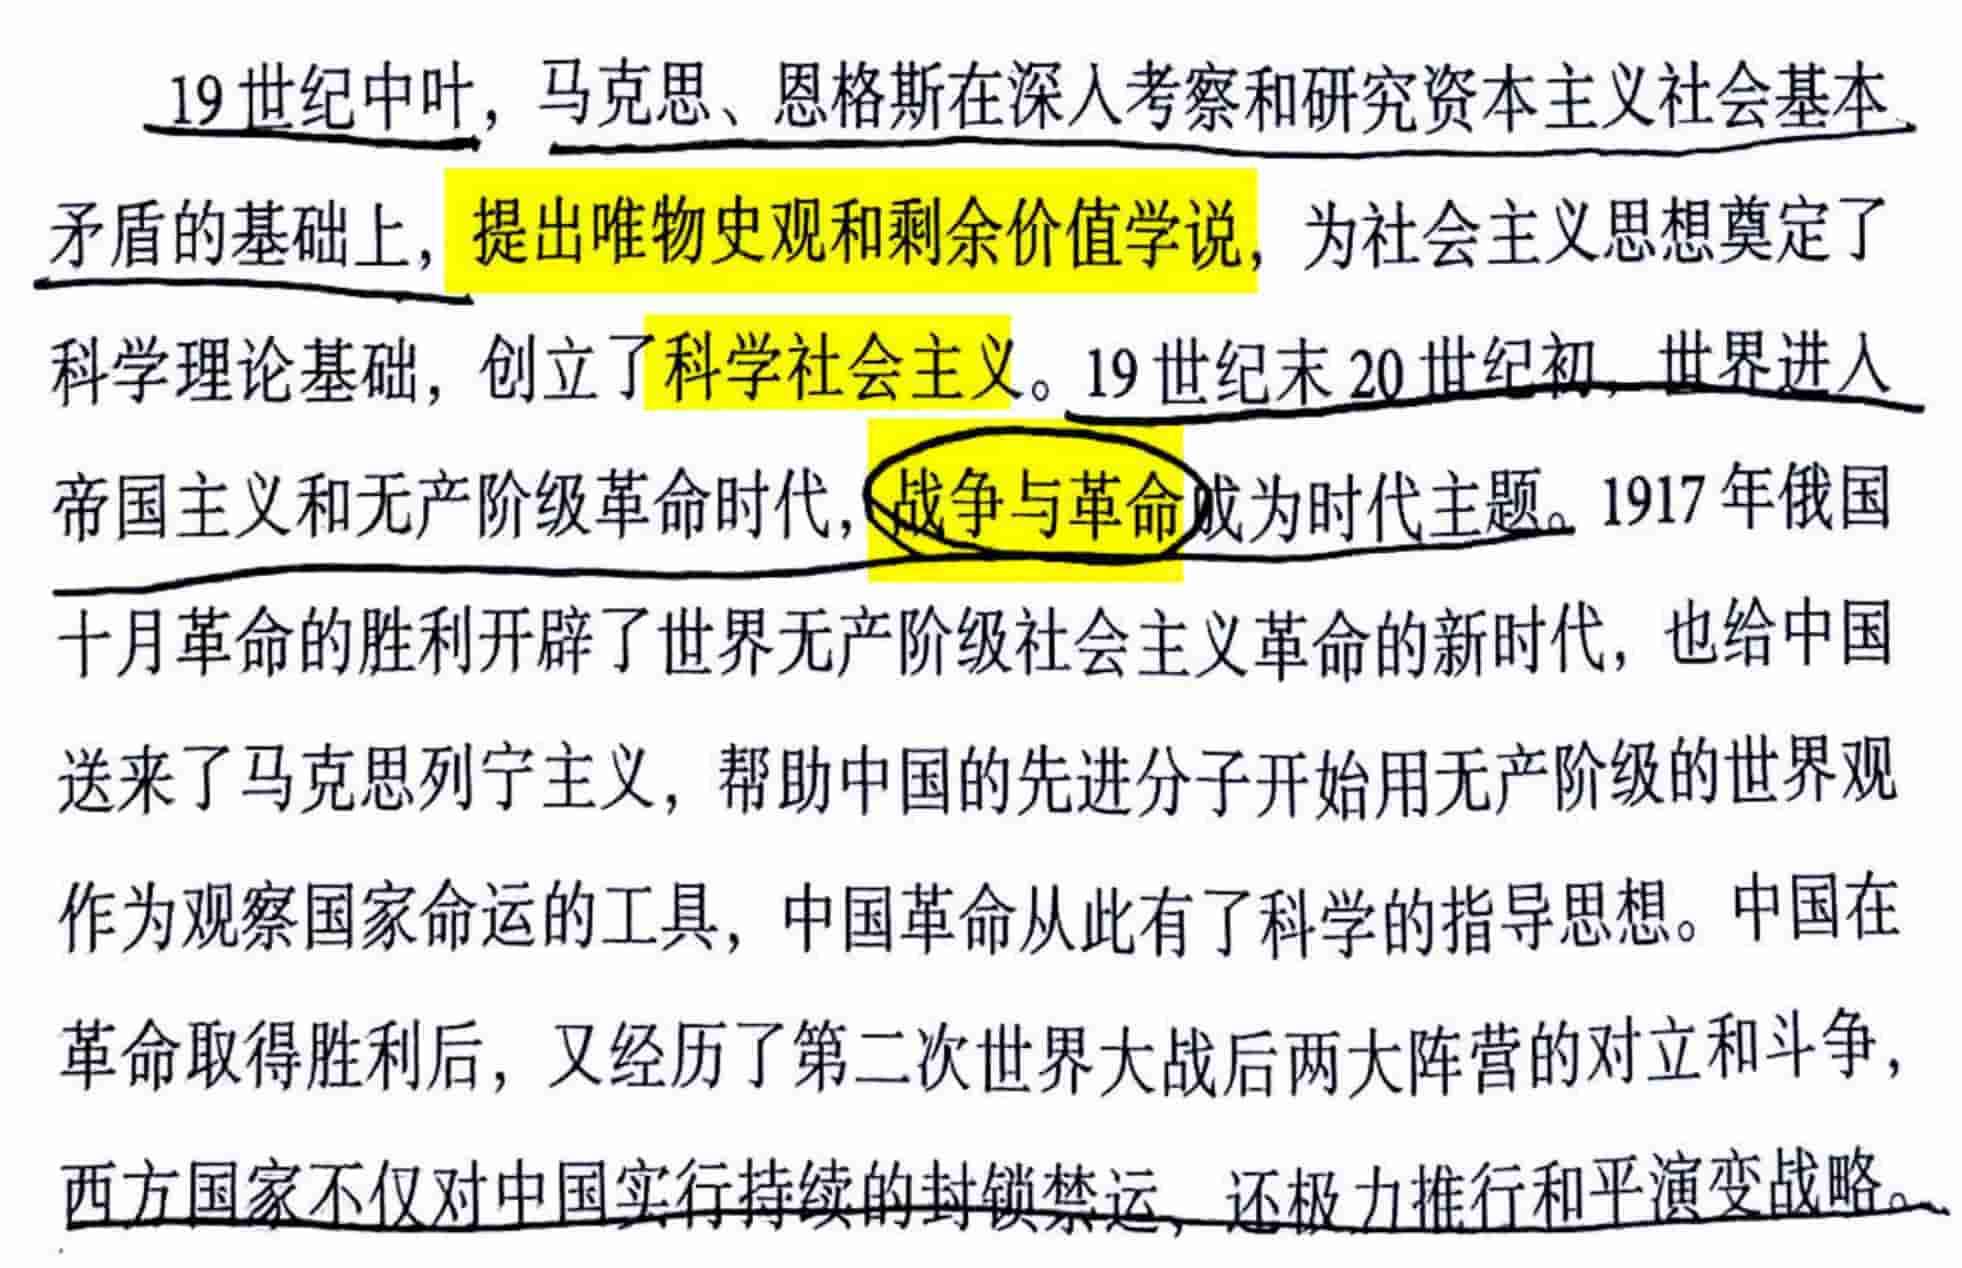 19世纪中叶，马克思、恩格斯在深入考察和研究资本主义社会基本
矛盾的基础上，提出唯物史观和剩余价值学说，为社会主义思想奠定了
科学理论基础，创立了科学社会主义。19世纪末20世纪初，世界进入
帝国主义和无产阶级革命时代，战争与革命成为时代主题。1917年俄国
十月革命的胜利开辟了世界无产阶级社会主义革命的新时代，也给中国
送来了马克思列宁主义，帮助中国的先进分子开始用无产阶级的世界观
作为观察国家命运的工具，中国革命从此有了科学的指导思想。中国在
革命取得胜利后，又经历了第二次世界大战后两大阵营的对立和斗争，
西方国家不仅对中国实行持续的封锁禁运，还极力推行和平演变战略。